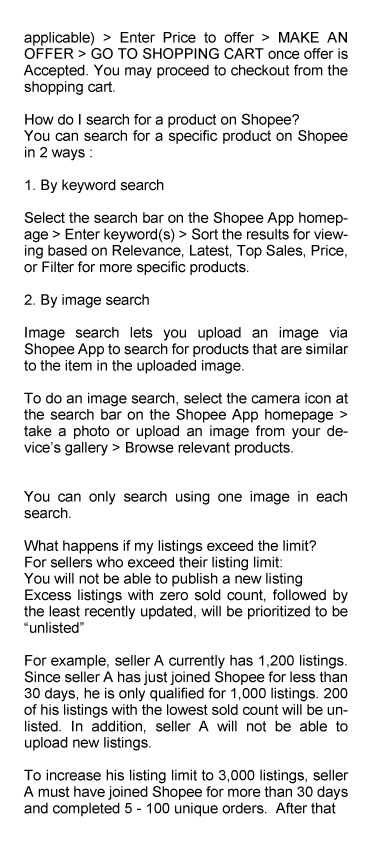 applicable) > Enter Price to offer > MAKE AN
OFFER > GO TO SHOPPING CART once offer is
Accepted. You may proceed to checkout from the
shopping cart.
How do I search for a product on Shopee?
You can search for a specific product on Shopee
in 2 ways :
1. By keyword search
Select the search bar on the Shopee App homep-
age > Enter keyword(s) > Sort the results for view-
ing based on Relevance, Latest, Top Sales, Price,
or Filter for more specific products.
2. By image search
Image search lets you upload an image via
Shopee App to search for products that are similar
to the item in the uploaded image.
To do an image search, select the camera icon at
the search bar on the Shopee App homepage >
take a photo or upload an image from your de-
vice’s gallery > Browse relevant products.
You can only search using one image in each
search.
What happens if my listings exceed the limit?
For sellers who exceed their listing limit:
You will not be able to publish a new listing
Excess listings with zero sold count, followed by
the least recently updated, will be prioritized to be
“unlisted”
For example, seller A currently has 1,200 listings.
Since seller A has just joined Shopee for less than
30 days, he is only qualified for 1,000 listings. 200
of his listings with the lowest sold count will be un-
listed. In addition, seller A will not be able to
upload new listings.
To increase his listing limit to 3,000 listings, seller
A must have joined Shopee for more than 30 days
and completed 5 - 100 unique orders.  After that